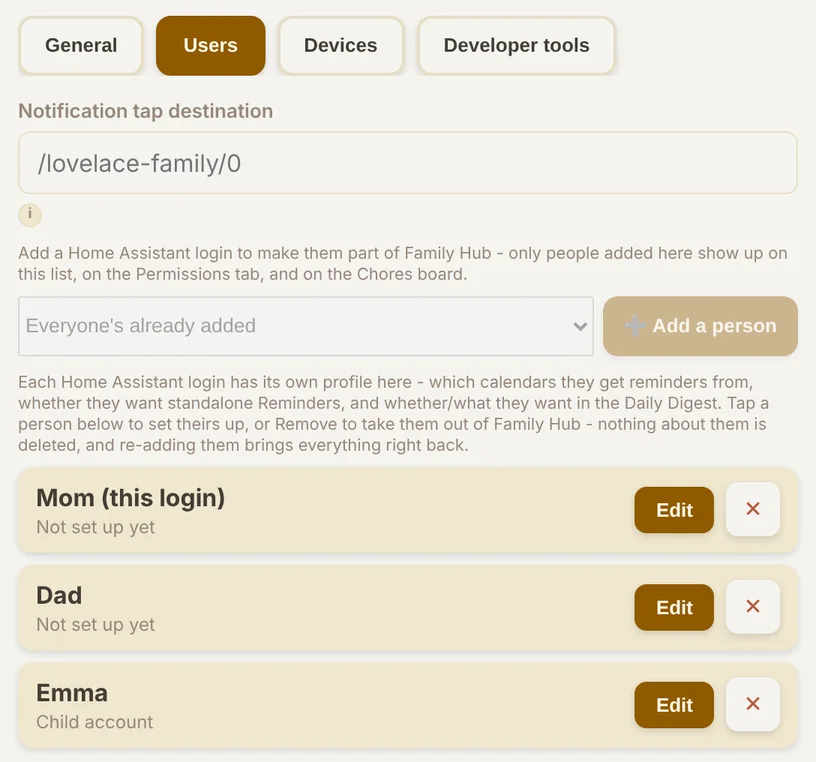 General
Users
Devices
Developer tools
Notification tap destination
/lovelace-family/0
i
Add a Home Assistant login to make them part of Family Hub - only people added here show up on
this list, on the Permissions tab, and on the Chores board.
Everyone's already added
➕ Add a person
Each Home Assistant login has its own profile here - which calendars they get reminders from,
whether they want standalone Reminders, and whether/what they want in the Daily Digest. Tap a
person below to set theirs up, or Remove to take them out of Family Hub - nothing about them is
deleted, and re-adding them brings everything right back.
Mom (this login)
Not set up yet
Edit
✕
Dad
Not set up yet
Edit
✕
Emma
Child account
Edit
✕